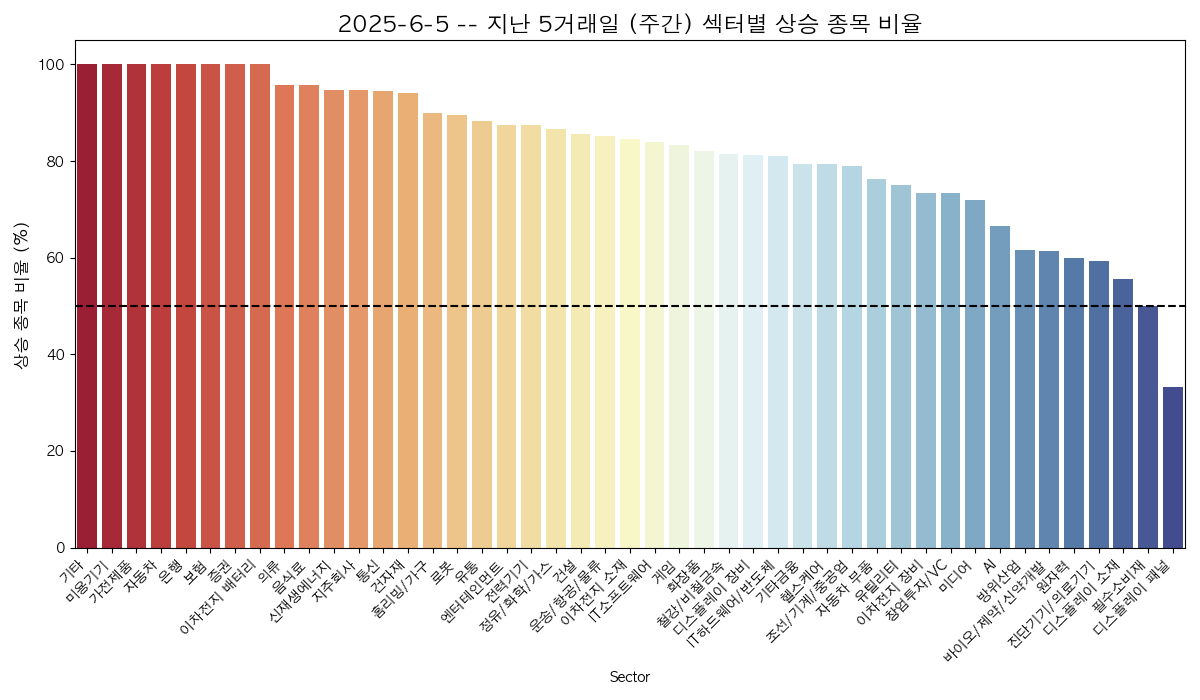 2025-6-5 -- 지난 5거래일 (주간) 섹터별 상승 종목 비율
상승 종목 비율 (%)
100
80
60
40
20
0
기타
미용기기
가전제품
자동차
은행
보험
증권
이차전지 배터리
의류
음식료
신재생에너지
지주회사
통신
건자재
홈리빙/가구
로봇
유통
엔터테인먼트
전력기기
정유/화학/가스
건설
운송/항공/물류
이차전지 소재
IT소프트웨어
게임
화장품
철강/비철금속
디스플레이 장비
IT하드웨어/반도체
기타금융
헬스케어
조선/기계/중공업
자동차 부품
유틸리티
이차전지 장비
창업투자/VC
미디어
AI
방위산업
바이오/제약/신약개발
원자력
진단기기/의료기기
디스플레이 소재
필수소비재
디스플레이 패널
Sector